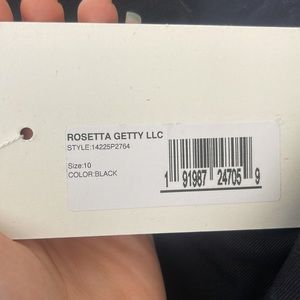 ROSETTA GETTY LLC
STYLE:14225P2764
Size:10
COLOR:BLACK
1 91987 24705 9